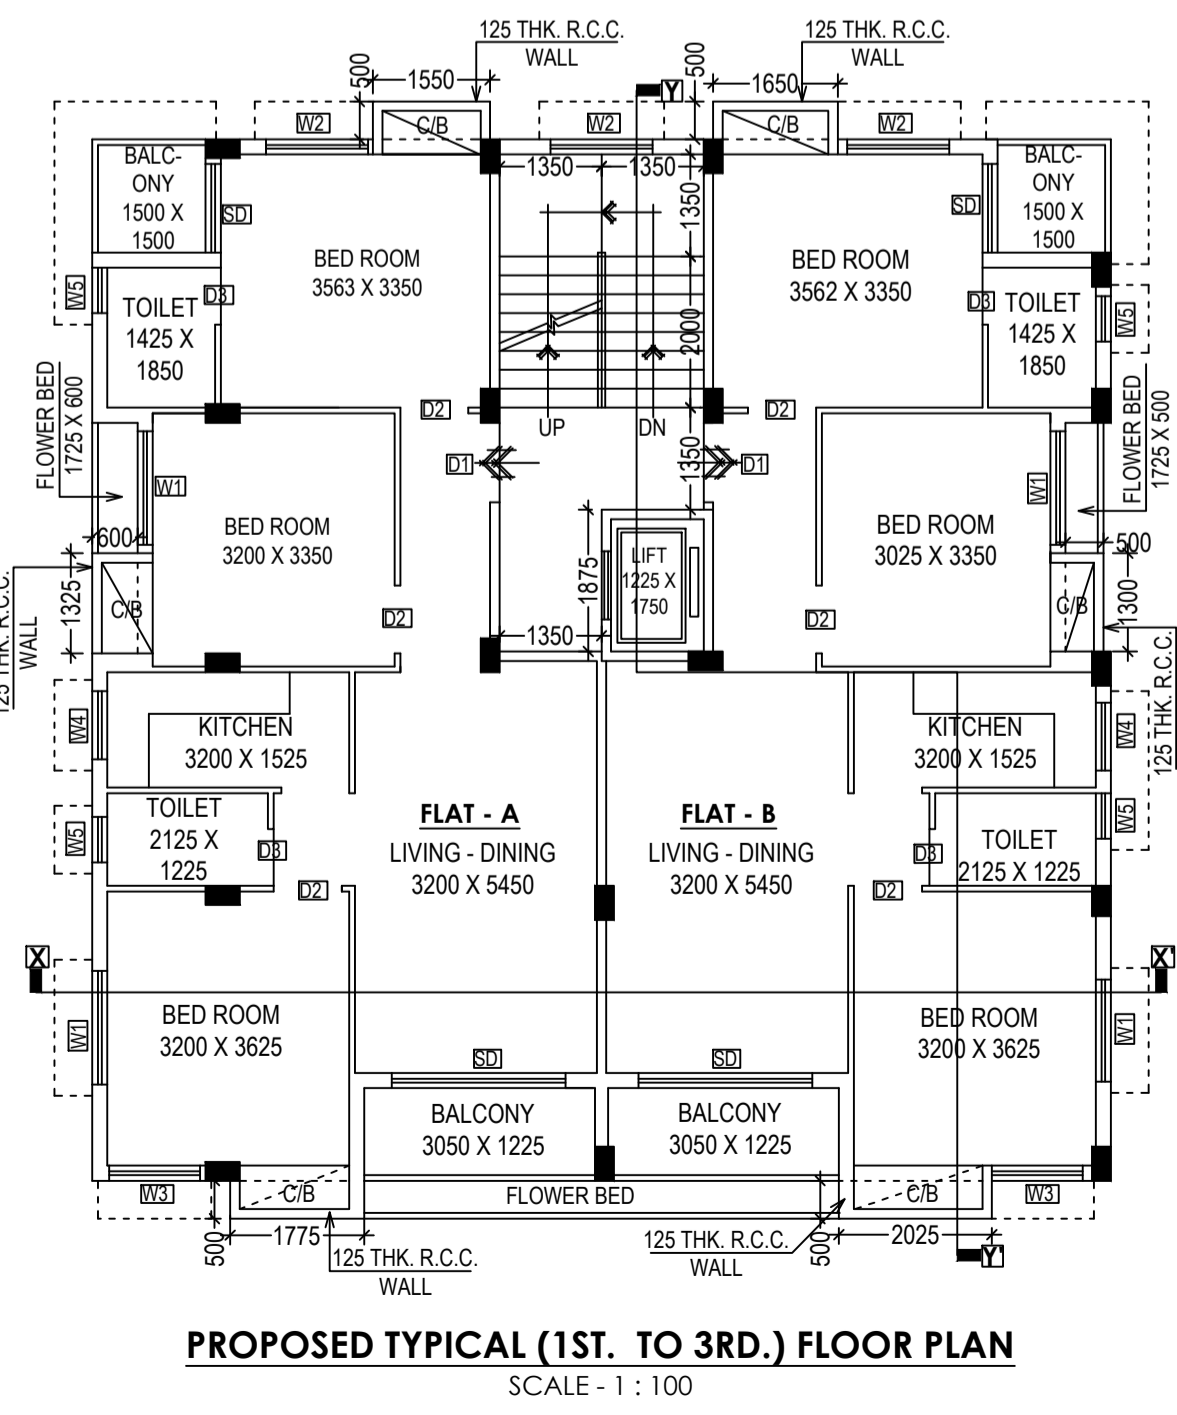 125 THK. R.C.C.
WALL
125 THK. R.C.C.
WALL
500
1550
500
1650
Y
W2
C/B
W2
C/B
W2
BALC-
ONY
1500 X
1500
SD
1350
1350
1350
SD
BALC-
ONY
1500 X
1500
BED ROOM
3563 X 3350
BED ROOM
3562 X 3350
W5
TOILET
1425 X
1850
D3
2000
D3
TOILET
1425 X
1850
W5
FLOWER BED
1725 X 600
D2
UP
DN
D2
FLOWER BED
1725 X 500
D1
1350
D1
W1
BED ROOM
3200 X 3350
W1
BED ROOM
3025 X 3350
600
500
125 THK. R.C.C.
WALL
1325
C/B
1875
LIFT
1225 X
1750
C/B
1300
D2
1350
D2
125 THK. R.C.C.
W4
KITCHEN
3200 X 1525
KITCHEN
3200 X 1525
W4
W5
TOILET
2125 X
1225
D3
FLAT - A
LIVING - DINING
3200 X 5450
FLAT - B
LIVING - DINING
3200 X 5450
D3
TOILET
2125 X 1225
W5
D2
D2
X
X'
W1
BED ROOM
3200 X 3625
BED ROOM
3200 X 3625
W1
SD
SD
BALCONY
3050 X 1225
BALCONY
3050 X 1225
W3
C/B
FLOWER BED
C/B
W3
500
1775
125 THK. R.C.C.
WALL
125 THK. R.C.C.
WALL
500
2025
Y'
PROPOSED TYPICAL (1ST. TO 3RD.) FLOOR PLAN
SCALE - 1 : 100